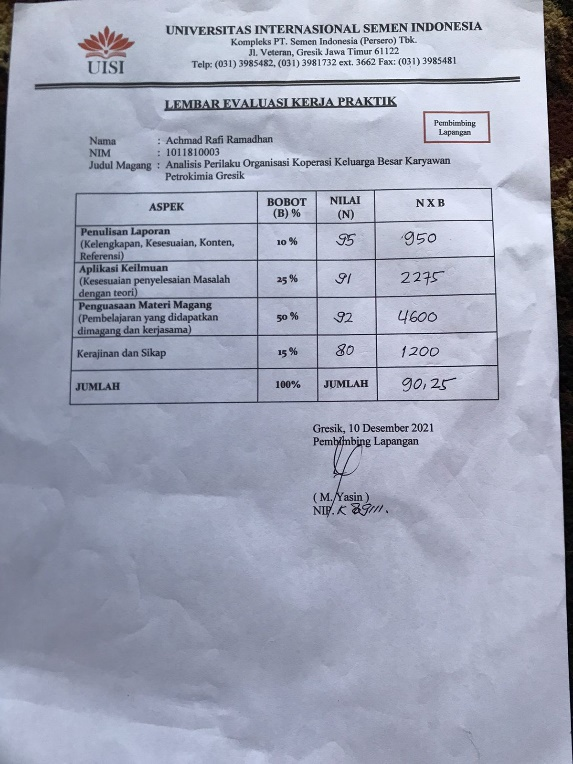 UISI
UNIVERSITAS INTERNASIONAL SEMEN INDONESIA
Kompleks PT. Semen Indonesia (Persero) Tbk.
Jl. Veteran, Gresik Jawa Timur 61122
Telp: (031) 3985482, (031) 3981732 ext. 3662 Fax: (031) 3985481
LEMBAR EVALUASI KERJA PRAKTIK
Pembimbing
Lapangan
Nama : Achmad Rafi Ramadhan
NIM : 1011810003
Judul Magang : Analisis Perilaku Organisasi Koperasi Keluarga Besar Karyawan
Petrokimia Gresik
ASPEK BOBOT (B) % NILAI (N) N X B
Penulisan Laporan
(Kelengkapan, Kesesuaian, Konten, 10 % 95 950
Referensi)
Aplikasi Keilmuan
(Kesesuaian penyelesaian Masalah 25 % 91 2275
dengan teori)
Penguasaan Materi Magang
(Pembelajaran yang didapatkan 50 % 92 4600
dimagang dan kerjasama)
Kerajinan dan Sikap 15 % 80 1200
JUMLAH 100% JUMLAH 90,25
Gresik, 10 Desember 2021
Pembimbing Lapangan
( M. Yasin )
NIP.